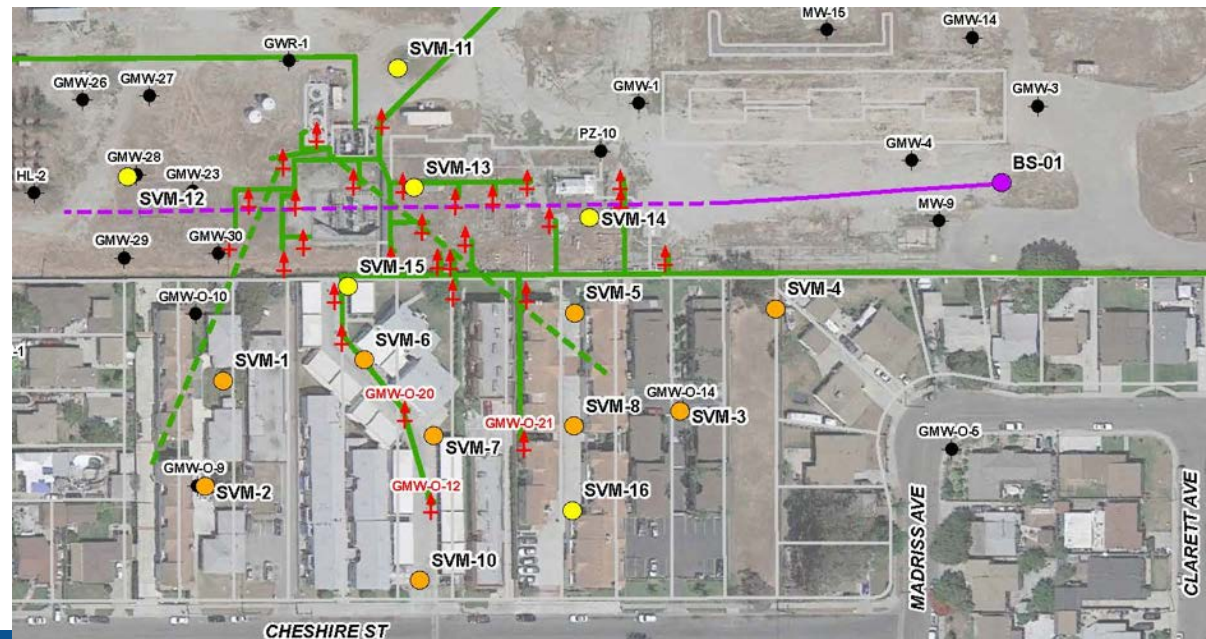 MW-15
GMW-14
GWR-1
SVM-11
GMW-26
GMW-27
GMW-1
GMW-3
PZ-10
GMW-4
BS-01
GMW-28
HL-2
GMW-23
SVM-13
SVM-12
SVM-14
MW-9
GMW-29
GMW-30
SVM-15
GMW-O-10
SVM-5
SVM-4
-1
SVM-6
SVM-1
GMW-O-20
GMW-O-14
SVM-8
SVM-3
GMW-O-21
SVM-7
GMW-O-5
GMW-O-9
SVM-2
GMW-O-12
SVM-16
SVM-10
MADRISS AVE
CLARETT AVE
CHESHIRE ST